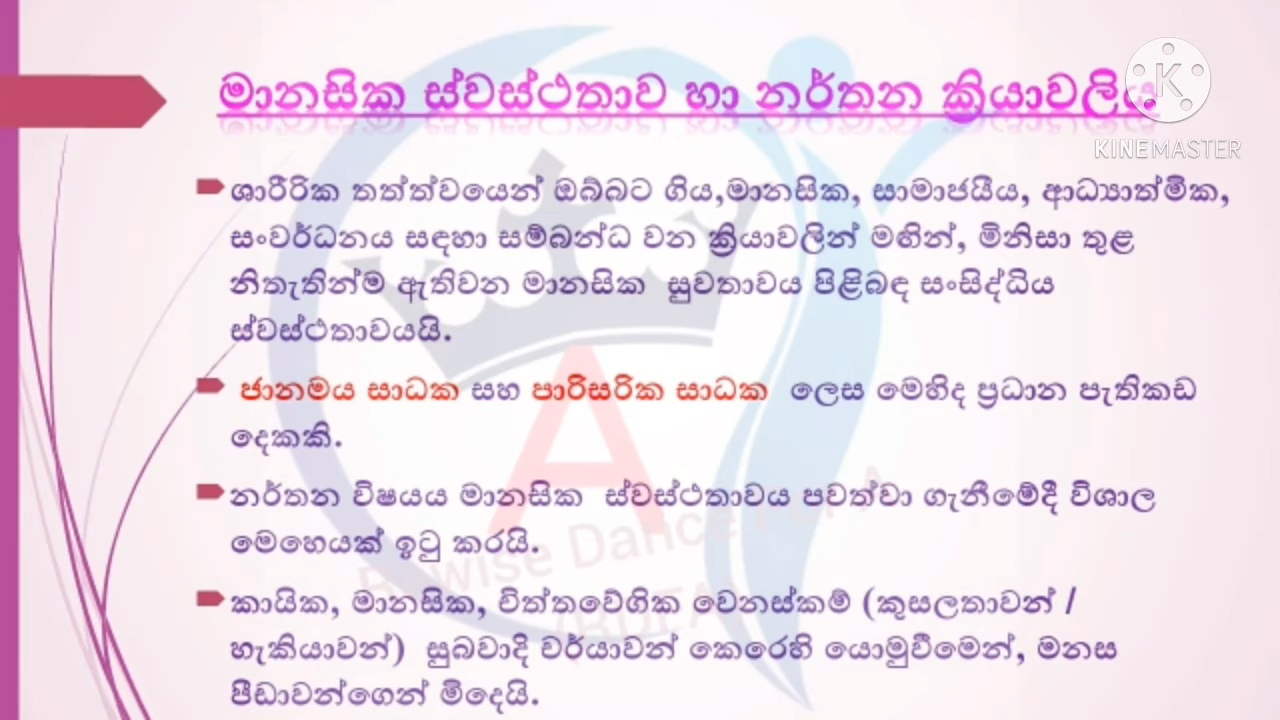 මානසික ස්වස්ථතාව හා නර්තන ක්‍රියාවලිය
KINEMASTER
ශාරීරික තත්ත්වයෙන් ඔබ්බට ගිය,මානසික, සාමාජයීය, ආධ්‍යාත්මික,
සංවර්ධනය සඳහා සම්බන්ධ වන ක්‍රියාවලින් මඟින්, මිනිසා තුළ
නිතැතින්ම ඇතිවන මානසික සුවතාවය පිළිබඳ සංසිද්ධිය
ස්වස්ථතාවයයි.
ජානමය සාධක සහ පාරිසරික සාධක ලෙස මෙහිද ප්‍රධාන පැතිකඩ
දෙකකි.
නර්තන විෂයය මානසික ස්වස්ථතාවය පවත්වා ගැනීමේදී විශාල
මෙහෙයක් ඉටු කරයි.
කායික, මානසික, චිත්තවේගික වෙනස්කම් (කුසලතාවන් /
හැකියාවන්) සුබවාදි චර්යාවන් කෙරෙහි යොමුවීමෙන්, මනස
පීඩාවන්ගෙන් මිදෙයි.